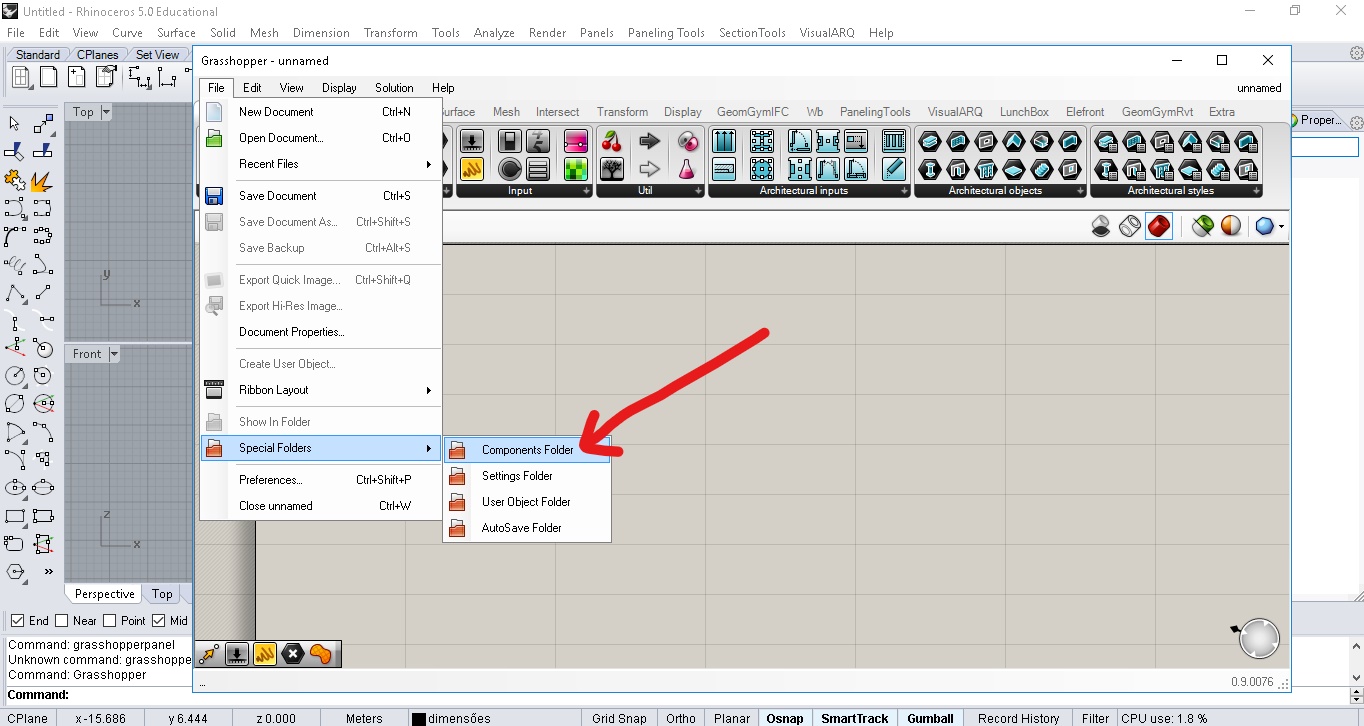 Untitled - Rhinoceros 5.0 Educational
File Edit View Curve Surface Solid Mesh Dimension Transform Tools Analyze Render Panels Paneling Tools SectionTools VisualARQ Help
Standard CPlanes Set View
Grasshopper - unnamed
File Edit View Display Solution Help unnamed
Top
New Document Ctrl+N
urface Mesh Intersect Transform Display GeomGymIFC Wb PanelingTools VisualARQ LunchBox Elefront GeomGymRvt Extra
Proper...
Open Document... Ctrl+O
Recent Files
Input Util Architectural inputs Architectural objects Architectural styles
Save Document Ctrl+S
Save Document As... Ctrl+Shift+S
Save Backup Ctrl+Alt+S
y
x
Export Quick Image... Ctrl+Shift+Q
Export Hi-Res Image...
Document Properties...
Front
Create User Object...
Ribbon Layout
Show In Folder
Special Folders
Components Folder
Preferences... Ctrl+Shift+P
Settings Folder
Close unnamed Ctrl+W
User Object Folder
AutoSave Folder
z
x
»
Perspective Top
End Near Point Mid
Command: grasshopperpanel
Unknown command: grasshoppe
Command: Grasshopper
... 0.9.0076
Command:
CPlane x -15.686 y 6.444 z 0.000 Meters dimensões Grid Snap Ortho Planar Osnap SmartTrack Gumball Record History Filter CPU use: 1.8 %